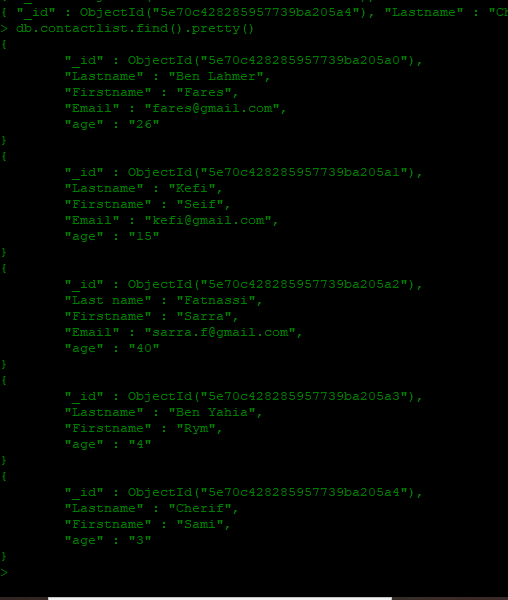 { "_id" : ObjectId("5e70c428285957739ba205a4"), "Lastname" : "Ch
> db.contactlist.find().pretty()
{
"_id" : ObjectId("5e70c428285957739ba205a0"),
"Lastname" : "Ben Lahmer",
"Firstname" : "Fares",
"Email" : "fares@gmail.com",
"age" : "26"
}
{
"_id" : ObjectId("5e70c428285957739ba205a1"),
"Lastname" : "Kefi",
"Firstname" : "Seif",
"Email" : "kefi@gmail.com",
"age" : "15"
}
{
"_id" : ObjectId("5e70c428285957739ba205a2"),
"Last name" : "Fatnassi",
"Firstname" : "Sarra",
"Email" : "sarra.f@gmail.com",
"age" : "40"
}
{
"_id" : ObjectId("5e70c428285957739ba205a3"),
"Lastname" : "Ben Yahia",
"Firstname" : "Rym",
"age" : "4"
}
{
"_id" : ObjectId("5e70c428285957739ba205a4"),
"Lastname" : "Cherif",
"Firstname" : "Sami",
"age" : "3"
}
>